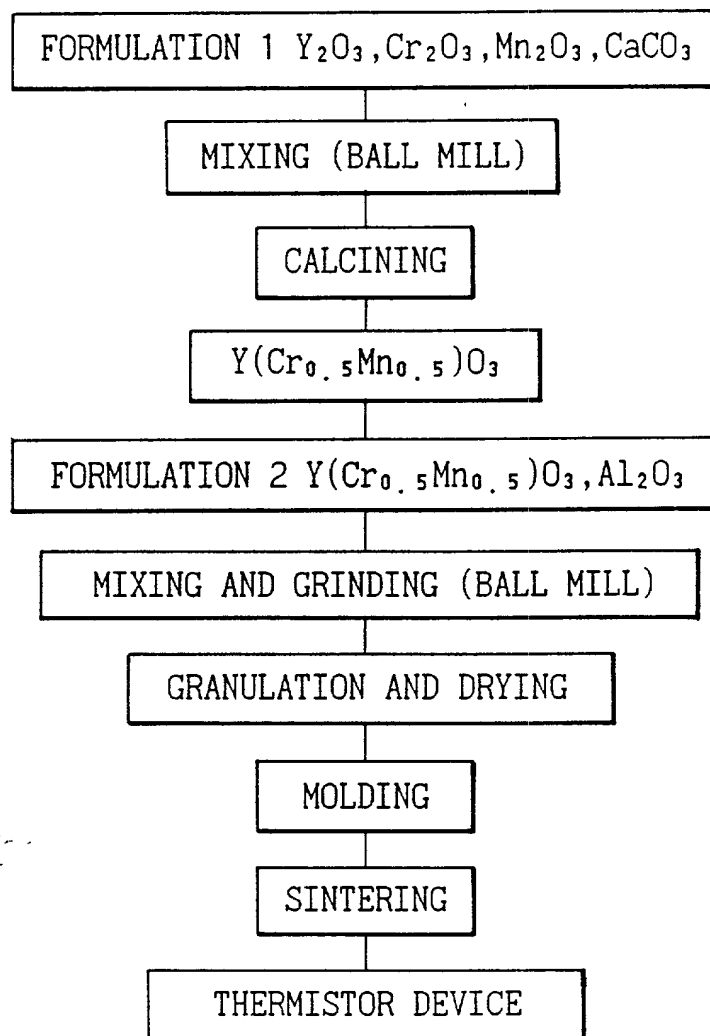 FORMULATION 1 Y₂O₃,Cr₂O₃,Mn₂O₃,CaCO₃
MIXING (BALL MILL)
CALCINING
Y(Cr₀.₅Mn₀.₅)O₃
FORMULATION 2 Y(Cr₀.₅Mn₀.₅)O₃,Al₂O₃
MIXING AND GRINDING (BALL MILL)
GRANULATION AND DRYING
MOLDING
SINTERING
THERMISTOR DEVICE